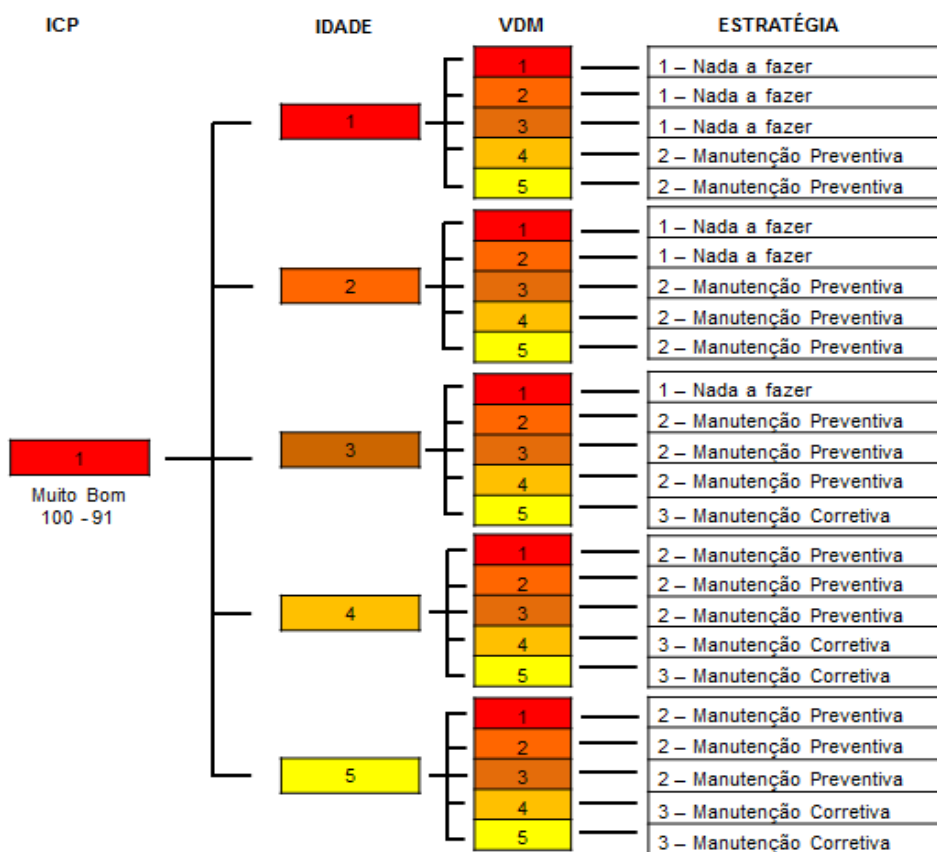 ICP IDADE VDM ESTRATÉGIA
1 1 – Nada a fazer
2 1 – Nada a fazer
1 3 1 – Nada a fazer
4 2 – Manutenção Preventiva
5 2 – Manutenção Preventiva
1 1 – Nada a fazer
2 1 – Nada a fazer
2 3 2 – Manutenção Preventiva
4 2 – Manutenção Preventiva
5 2 – Manutenção Preventiva
1 1 – Nada a fazer
2 2 – Manutenção Preventiva
3 3 2 – Manutenção Preventiva
1
4 2 – Manutenção Preventiva
Muito Bom
5 3 – Manutenção Corretiva
100 - 91
1 2 – Manutenção Preventiva
2 2 – Manutenção Preventiva
4 3 2 – Manutenção Preventiva
4 3 – Manutenção Corretiva
5 3 – Manutenção Corretiva
1 2 – Manutenção Preventiva
2 2 – Manutenção Preventiva
5 3 2 – Manutenção Preventiva
4 3 – Manutenção Corretiva
5 3 – Manutenção Corretiva